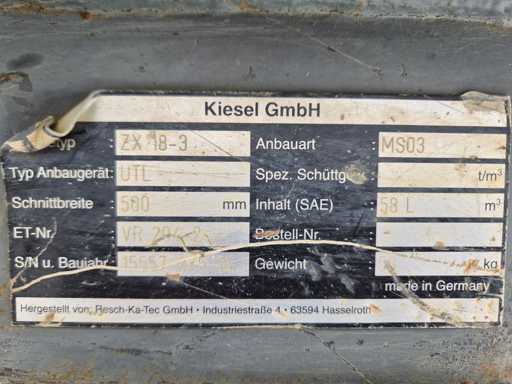 Kiesel GmbH
typ : ZX 18-3 Anbauart : MS03
Typ Anbaugerät: UTL Spez. Schüttg t/m³
Schnittbreite : 500 mm Inhalt (SAE) : 58 L m³
ET-Nr. : VR Bestell-Nr.
S/N u. Baujahr Gewicht : kg
made in Germany
Hergestellt von: Resch-Ka-Tec GmbH • Industriestraße 4 • 63594 Hasselroth